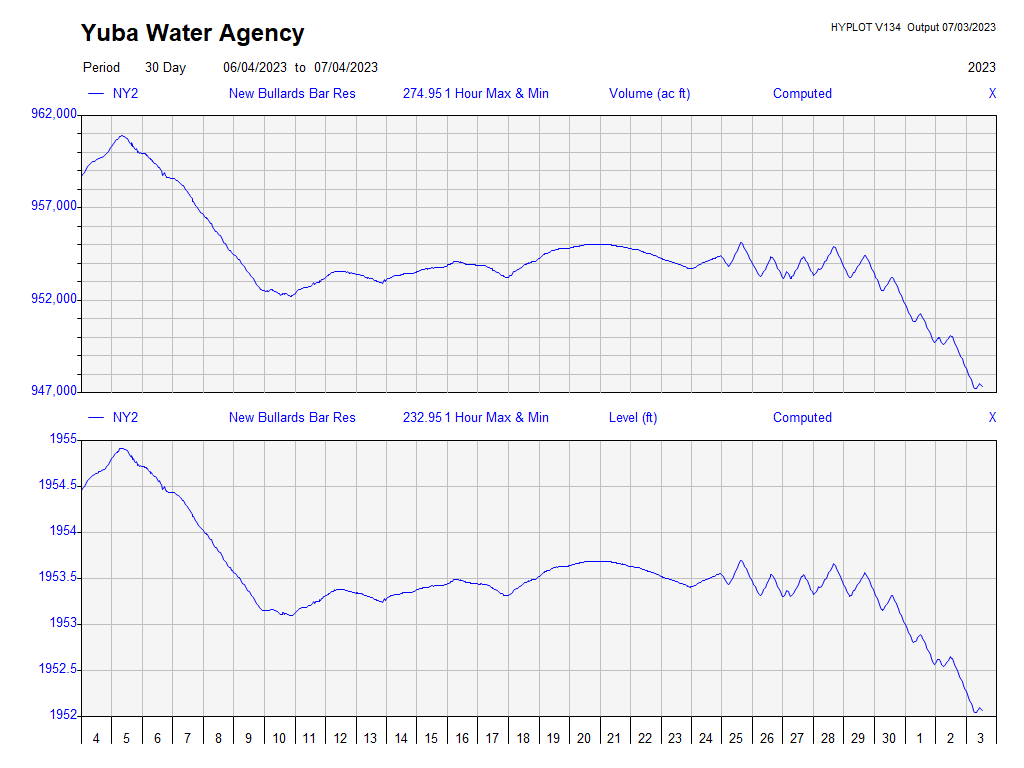 Yuba Water Agency
HYPLOT V134 Output 07/03/2023
Period 30 Day 06/04/2023 to 07/04/2023 2023
NY2 New Bullards Bar Res 274.95 1 Hour Max & Min Volume (ac ft) Computed X
962,000
957,000
952,000
947,000
NY2 New Bullards Bar Res 232.95 1 Hour Max & Min Level (ft) Computed X
1955
1954.5
1954
1953.5
1953
1952.5
1952
4 5 6 7 8 9 10 11 12 13 14 15 16 17 18 19 20 21 22 23 24 25 26 27 28 29 30 1 2 3